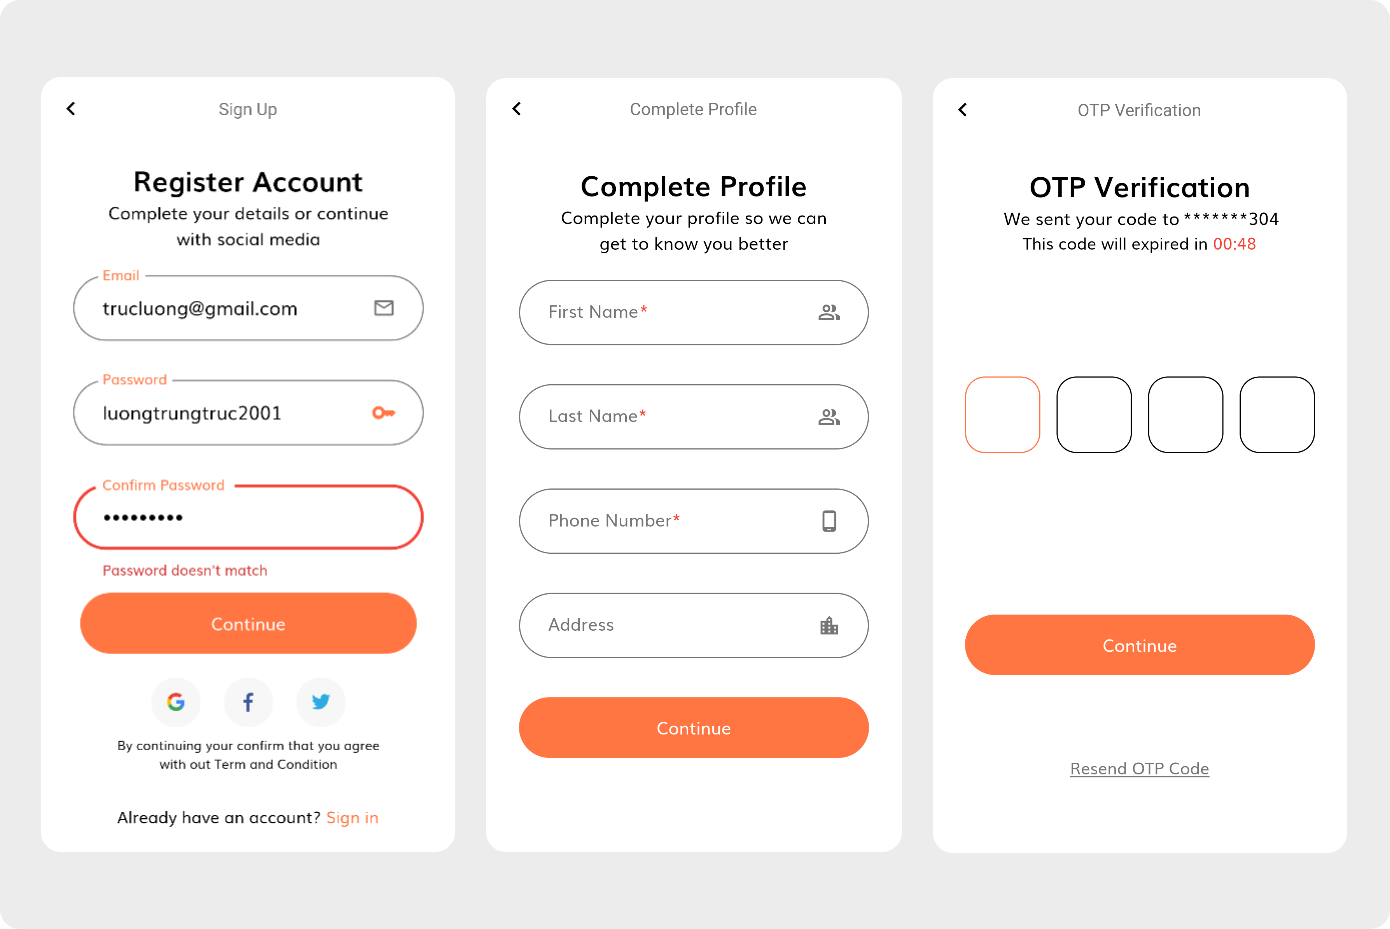 Sign Up
Register Account
Complete your details or continue
with social media
Email
trucluong@gmail.com
Password
luongtrungtruc2001
Confirm Password
•••••••••
Password doesn't match
Continue
By continuing your confirm that you agree
with out Term and Condition
Already have an account? Sign in
Complete Profile
Complete Profile
Complete your profile so we can
get to know you better
First Name*
Last Name*
Phone Number*
Address
Continue
OTP Verification
OTP Verification
We sent your code to *******304
This code will expired in 00:48
Continue
Resend OTP Code